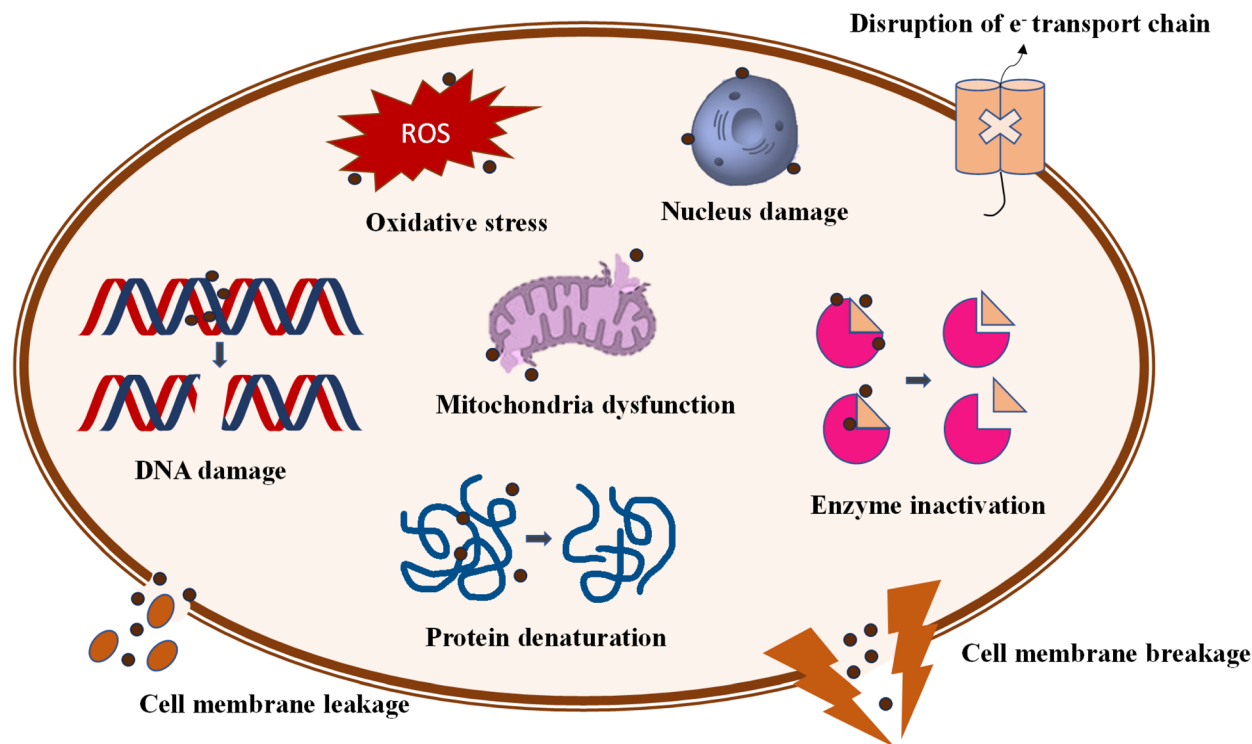 Disruption of e- transport chain
ROS
Oxidative stress
Nucleus damage
Mitochondria dysfunction
DNA damage
Enzyme inactivation
Protein denaturation
Cell membrane breakage
Cell membrane leakage